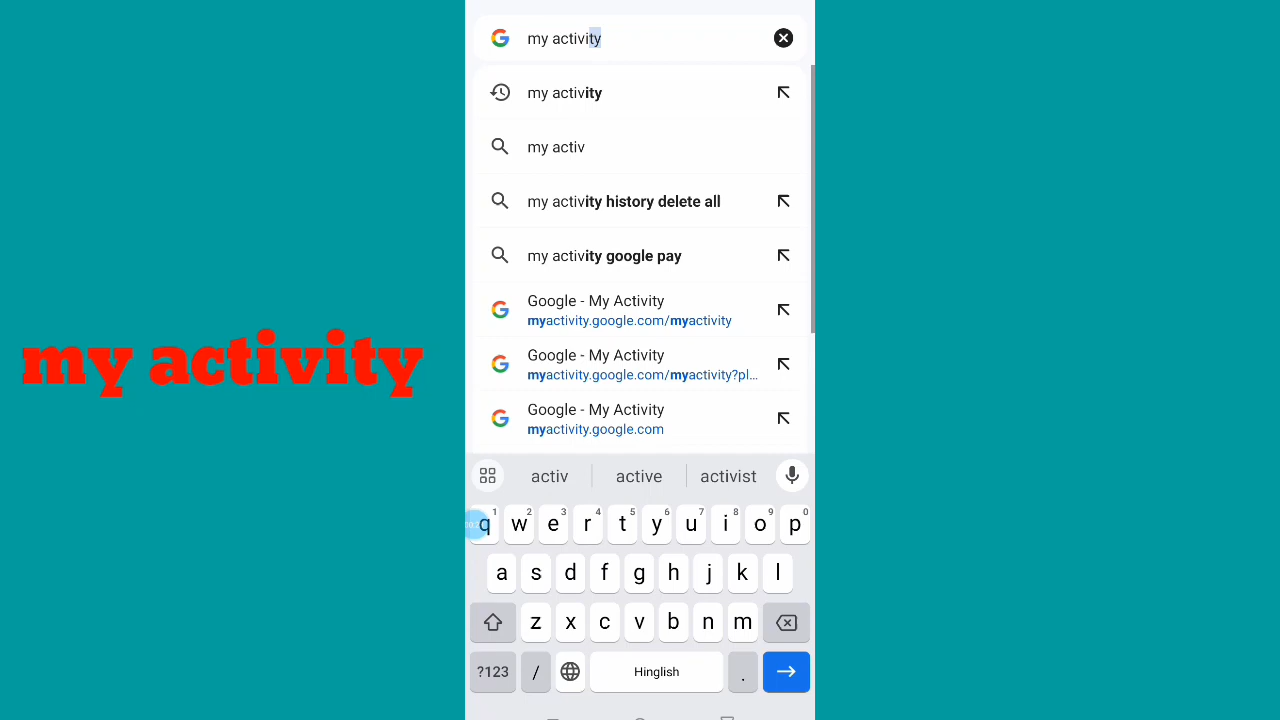 my activity
my activity
my activ
my activity history delete all
my activity google pay
Google - My Activity
myactivity.google.com/myactivity
Google - My Activity
myactivity.google.com/myactivity?pl...
Google - My Activity
myactivity.google.com
my activity
activ active activist
1 2 3 4 5 6 7 8 9 0
q w e r t y u i o p
a s d f g h j k l
z x c v b n m
?123 / Hinglish .